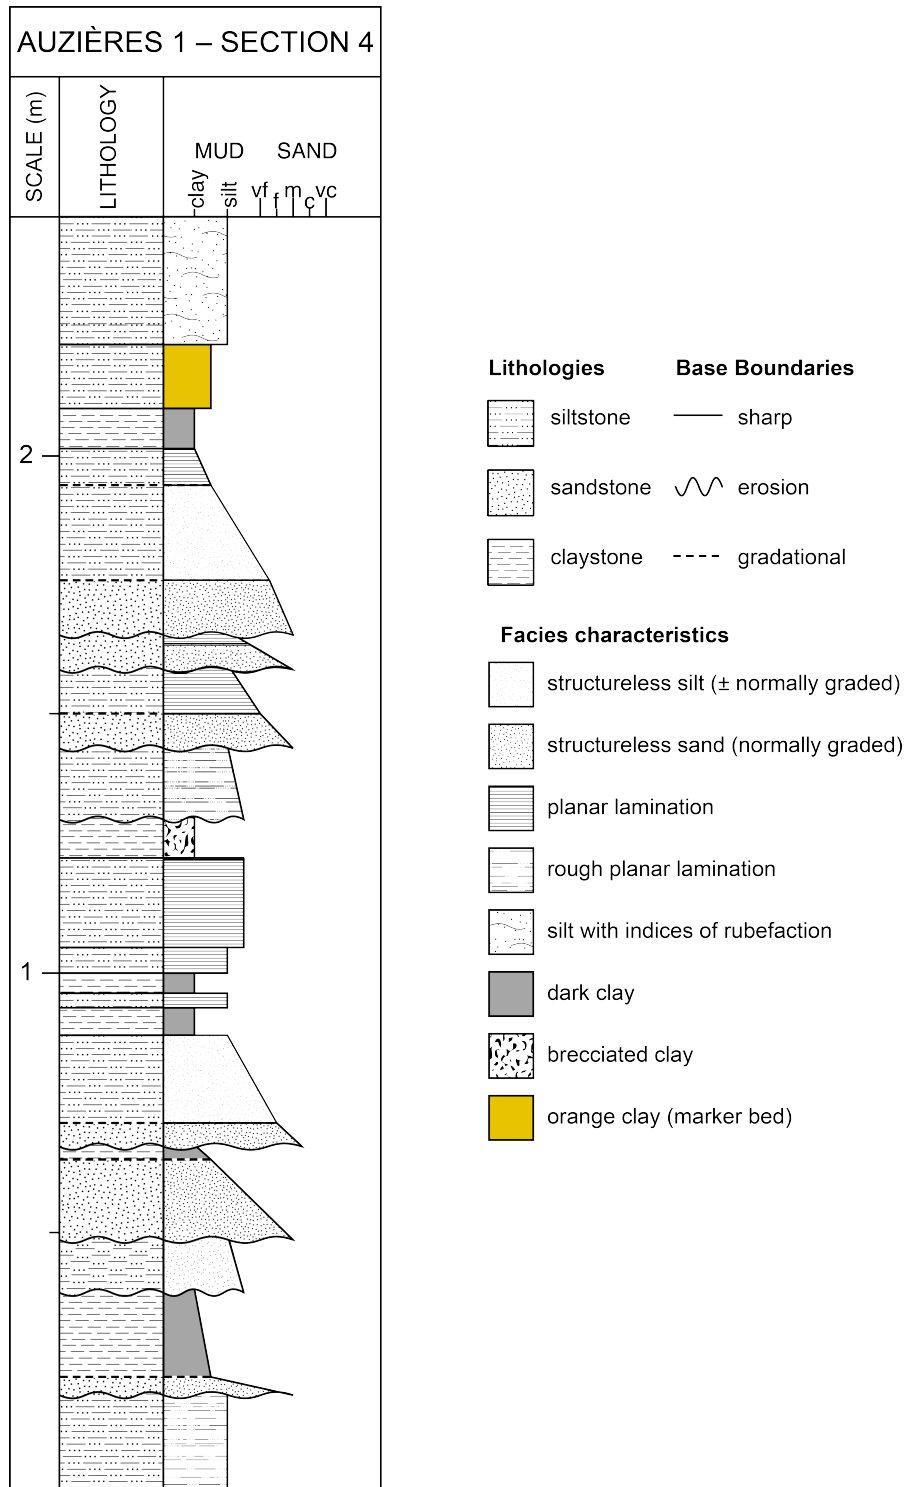 AUZIÈRES 1 – SECTION 4
SCALE (m)
LITHOLOGY
MUD SAND
clay silt vf f m c vc
2
1
Lithologies
siltstone
sandstone
claystone
Base Boundaries
sharp
erosion
gradational
Facies characteristics
structureless silt (± normally graded)
structureless sand (normally graded)
planar lamination
rough planar lamination
silt with indices of rubefaction
dark clay
brecciated clay
orange clay (marker bed)